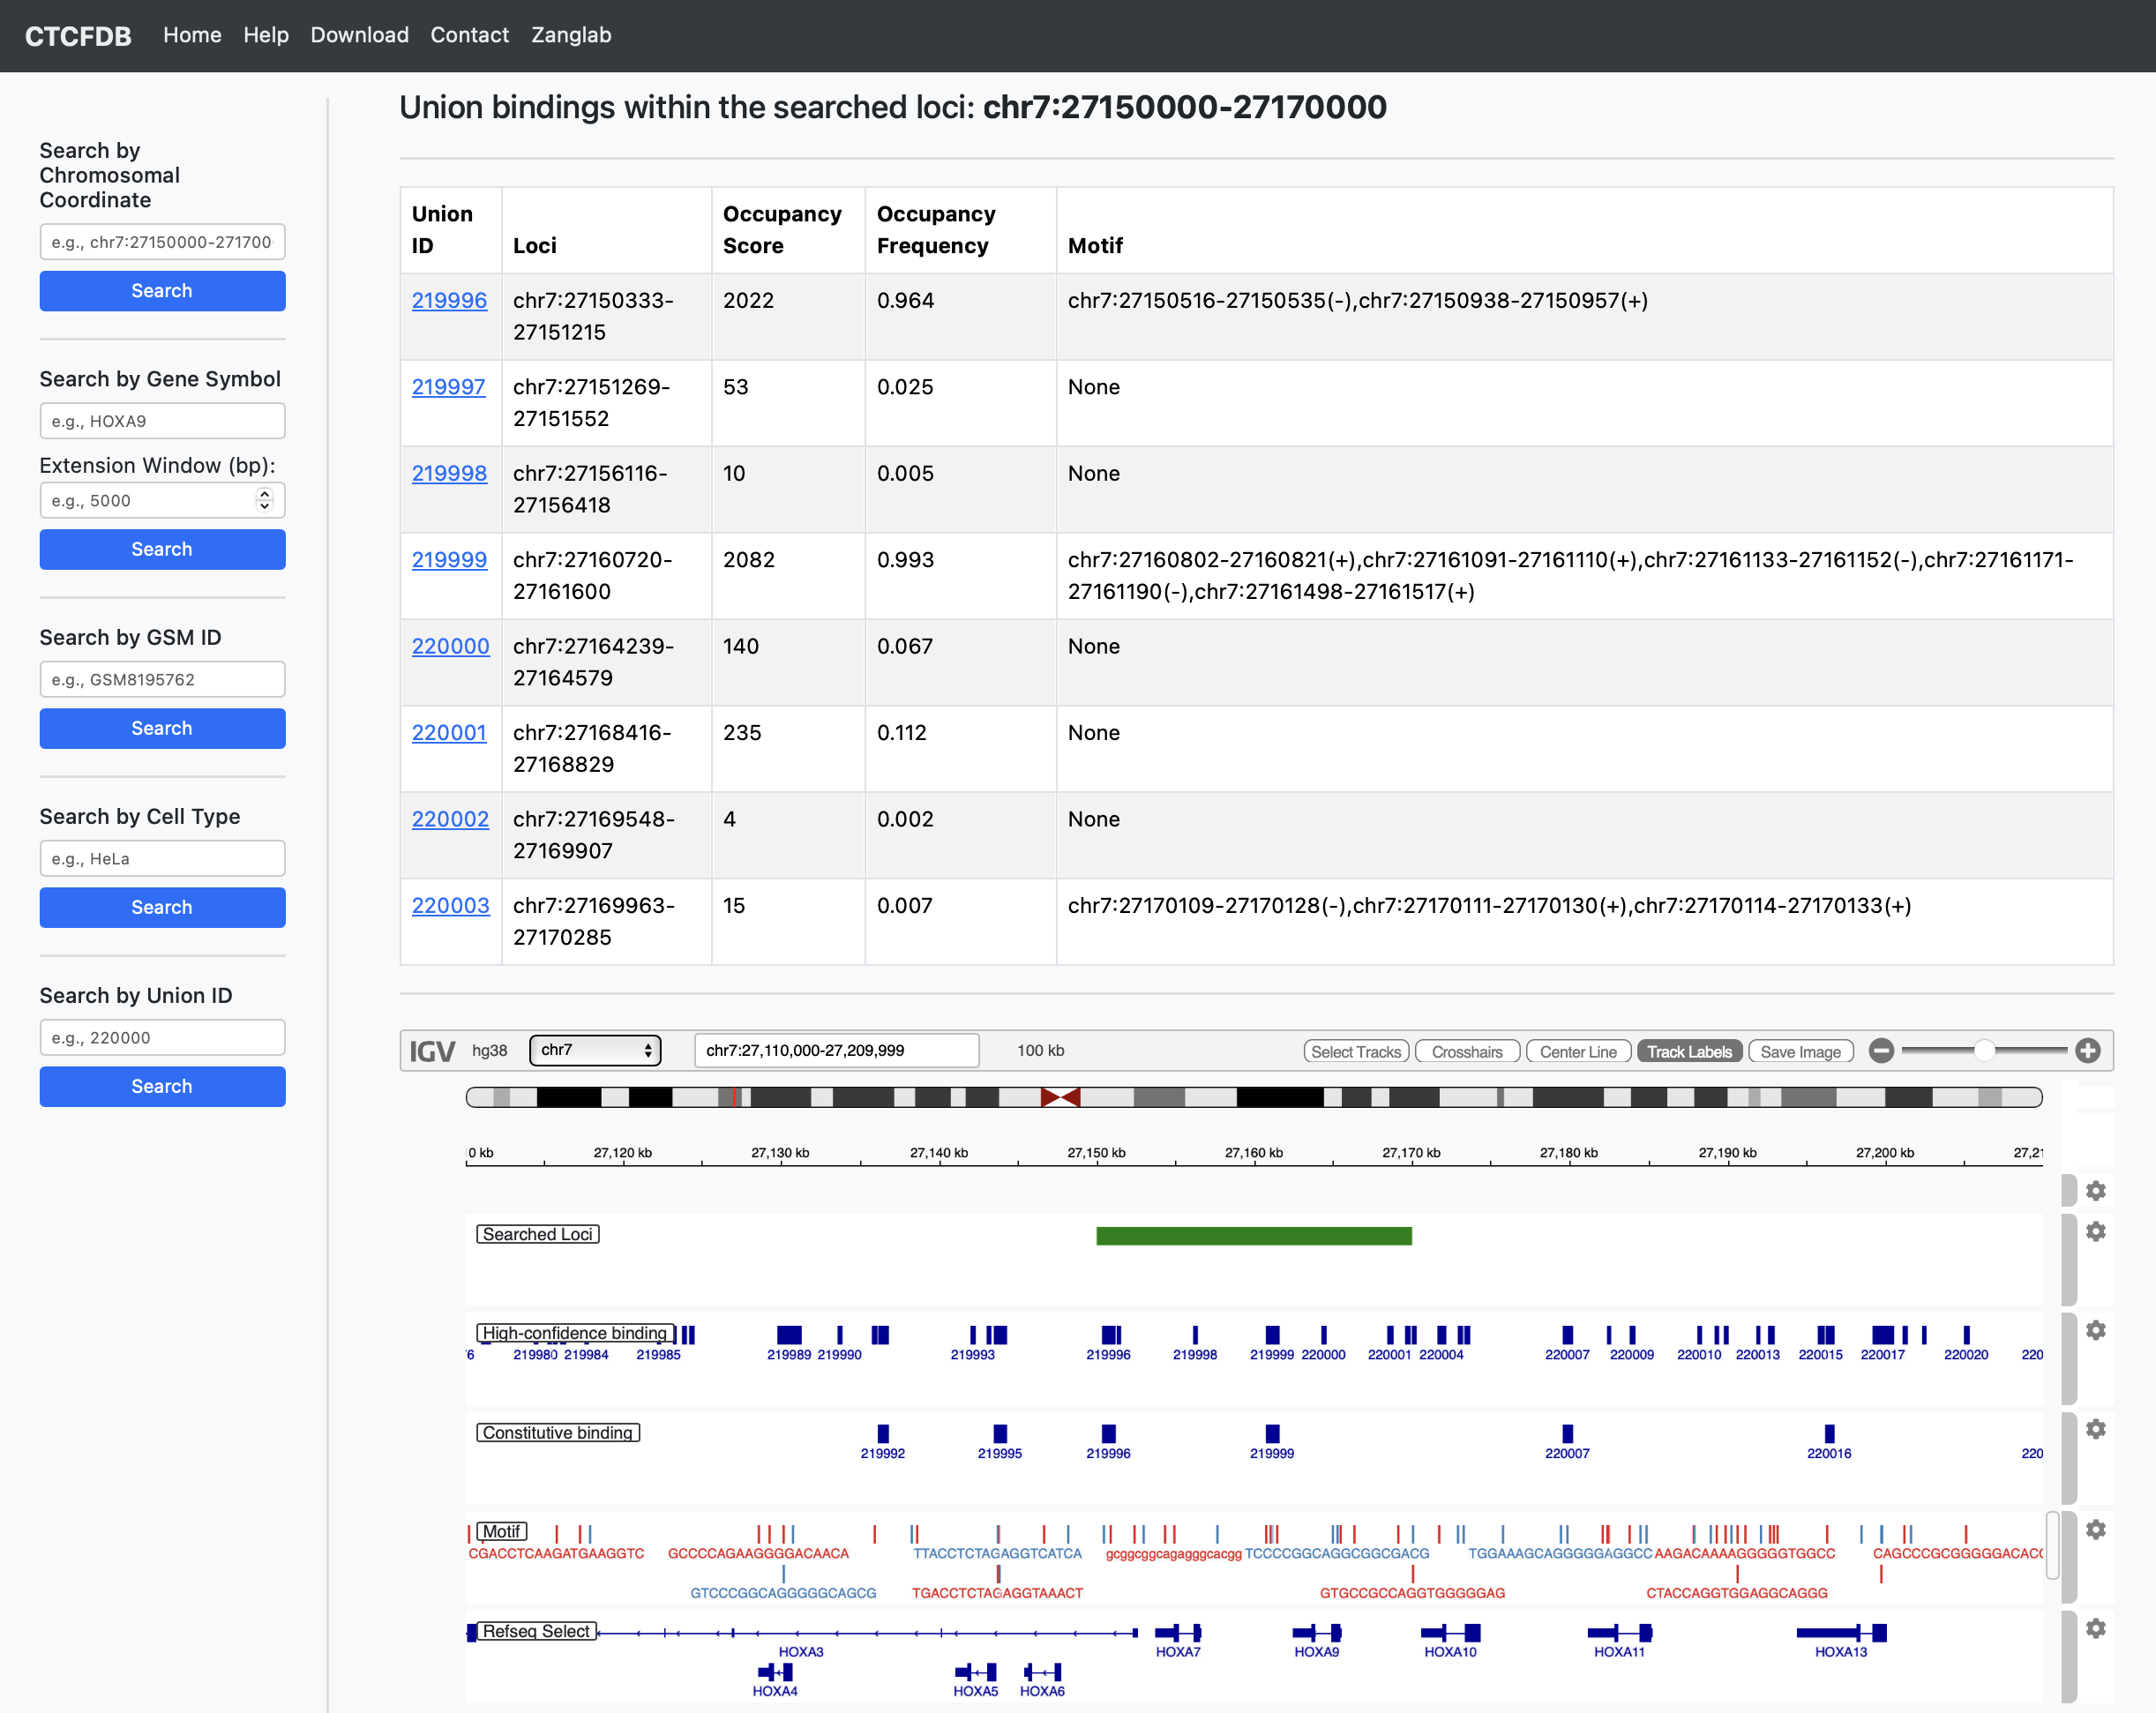 CTCFDB Home Help Download Contact Zanglab
Search by
Chromosomal
Coordinate
e.g., chr7:27150000-271700
Search
Search by Gene Symbol
e.g., HOXA9
Extension Window (bp):
e.g., 5000
Search
Search by GSM ID
e.g., GSM8195762
Search
Search by Cell Type
e.g., HeLa
Search
Search by Union ID
e.g., 220000
Search
Union bindings within the searched loci: chr7:27150000-27170000
Union ID Loci Occupancy Score Occupancy Frequency Motif
219996 chr7:27150333-27151215 2022 0.964 chr7:27150516-27150535(-),chr7:27150938-27150957(+)
219997 chr7:27151269-27151552 53 0.025 None
219998 chr7:27156116-27156418 10 0.005 None
219999 chr7:27160720-27161600 2082 0.993 chr7:27160802-27160821(+),chr7:27161091-27161110(+),chr7:27161133-27161152(-),chr7:27161171-27161190(-),chr7:27161498-27161517(+)
220000 chr7:27164239-27164579 140 0.067 None
220001 chr7:27168416-27168829 235 0.112 None
220002 chr7:27169548-27169907 4 0.002 None
220003 chr7:27169963-27170285 15 0.007 chr7:27170109-27170128(-),chr7:27170111-27170130(+),chr7:27170114-27170133(+)
IGV hg38 chr7 chr7:27,110,000-27,209,999 100 kb Select Tracks Crosshairs Center Line Track Labels Save Image
0 kb 27,120 kb 27,130 kb 27,140 kb 27,150 kb 27,160 kb 27,170 kb 27,180 kb 27,190 kb 27,200 kb 27,21
Searched Loci
High-confidence binding
6 219980 219984 219985 219989 219990 219993 219996 219998 219999 220000 220001 220004 220007 220009 220010 220013 220015 220017 220020 220
Constitutive binding
219992 219995 219996 219999 220007 220016 220
Motif
CGACCTCAAGATGAAGGTC GCCCCAGAAGGGGACAACA TTACCTCTAGAGGTCATCA gcggcggcagagggcacgg TCCCCGGCAGGCGGCGACG TGGAAAGCAGGGGGAGGCC AAGACAAAAGGGGGTGGCC CAGCCCGCGGGGGACACC
GTCCCGGCAGGGGGCAGCG TGACCTCTAGAGGTAAACT GTGCCGCCAGGTGGGGGAG CTACCAGGTGGAGGCAGGG
Refseq Select
HOXA3 HOXA7 HOXA9 HOXA10 HOXA11 HOXA13
HOXA4 HOXA5 HOXA6